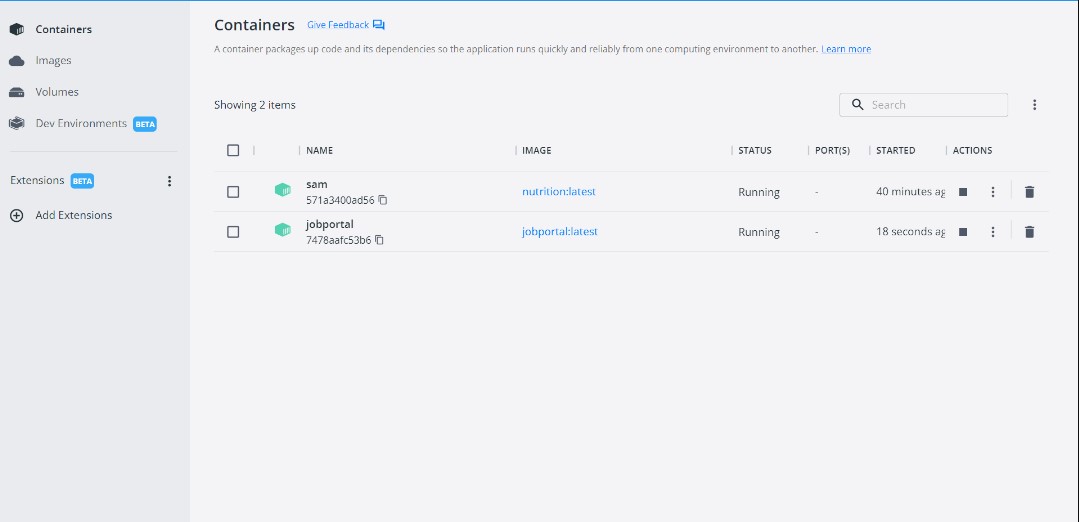 Containers
Images
Volumes
Dev Environments BETA
Extensions BETA
Add Extensions
Containers Give Feedback
A container packages up code and its dependencies so the application runs quickly and reliably from one computing environment to another. Learn more
Showing 2 items
Search
NAME IMAGE STATUS PORT(S) STARTED ACTIONS
sam
571a3400ad56
nutrition:latest Running - 40 minutes ag
jobportal
7478aafc53b6
jobportal:latest Running - 18 seconds ag